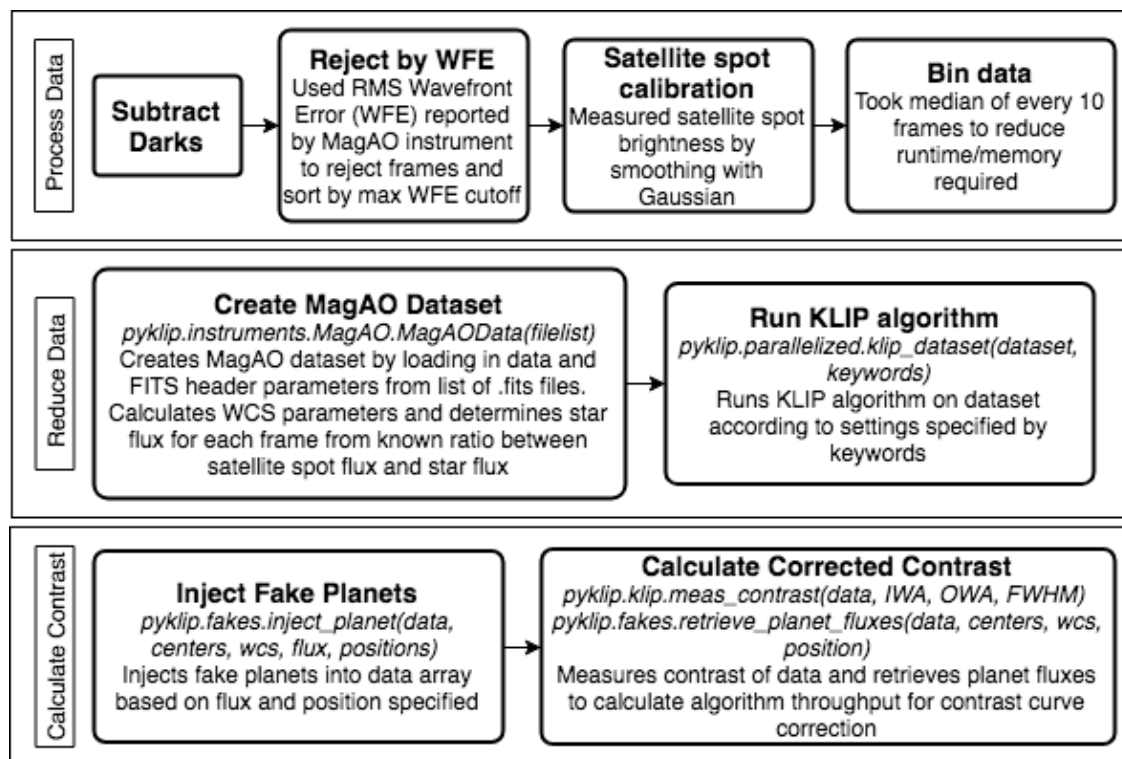 Process Data
Subtract
Darks
Reject by WFE
Used RMS Wavefront
Error (WFE) reported
by MagAO instrument
to reject frames and
sort by max WFE cutoff
Satellite spot
calibration
Measured satellite spot
brightness by
smoothing with
Gaussian
Bin data
Took median of every 10
frames to reduce
runtime/memory
required
Reduce Data
Create MagAO Dataset
pyklip.instruments.MagAO.MagAOData(filelist)
Creates MagAO dataset by loading in data and
FITS header parameters from list of .fits files.
Calculates WCS parameters and determines star
flux for each frame from known ratio between
satellite spot flux and star flux
Run KLIP algorithm
pyklip.parallelized.klip_dataset(dataset,
keywords)
Runs KLIP algorithm on dataset
according to settings specified by
keywords
Calculate Contrast
Inject Fake Planets
pyklip.fakes.inject_planet(data,
centers, wcs, flux, positions)
Injects fake planets into data array
based on flux and position specified
Calculate Corrected Contrast
pyklip.klip.meas_contrast(data, IWA, OWA, FWHM)
pyklip.fakes.retrieve_planet_fluxes(data, centers, wcs,
position)
Measures contrast of data and retrieves planet fluxes
to calculate algorithm throughput for contrast curve
correction